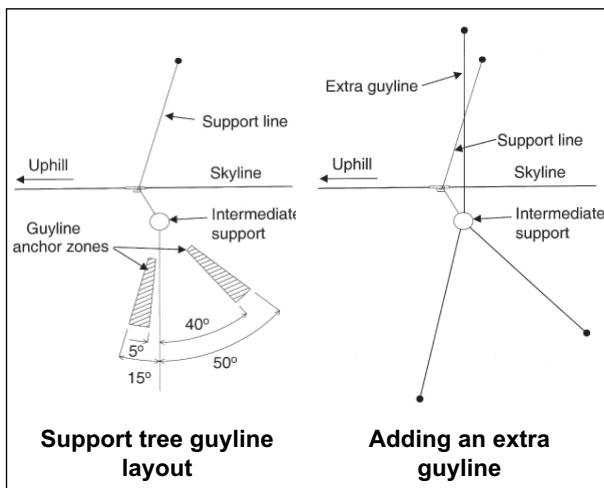 Support line
Uphill
Skyline
Intermediate
support
Guyline
anchor zones
40º
5º
50º
15º
Support tree guyline
layout
Extra guyline
Support line
Uphill
Skyline
Intermediate
support
Adding an extra
guyline